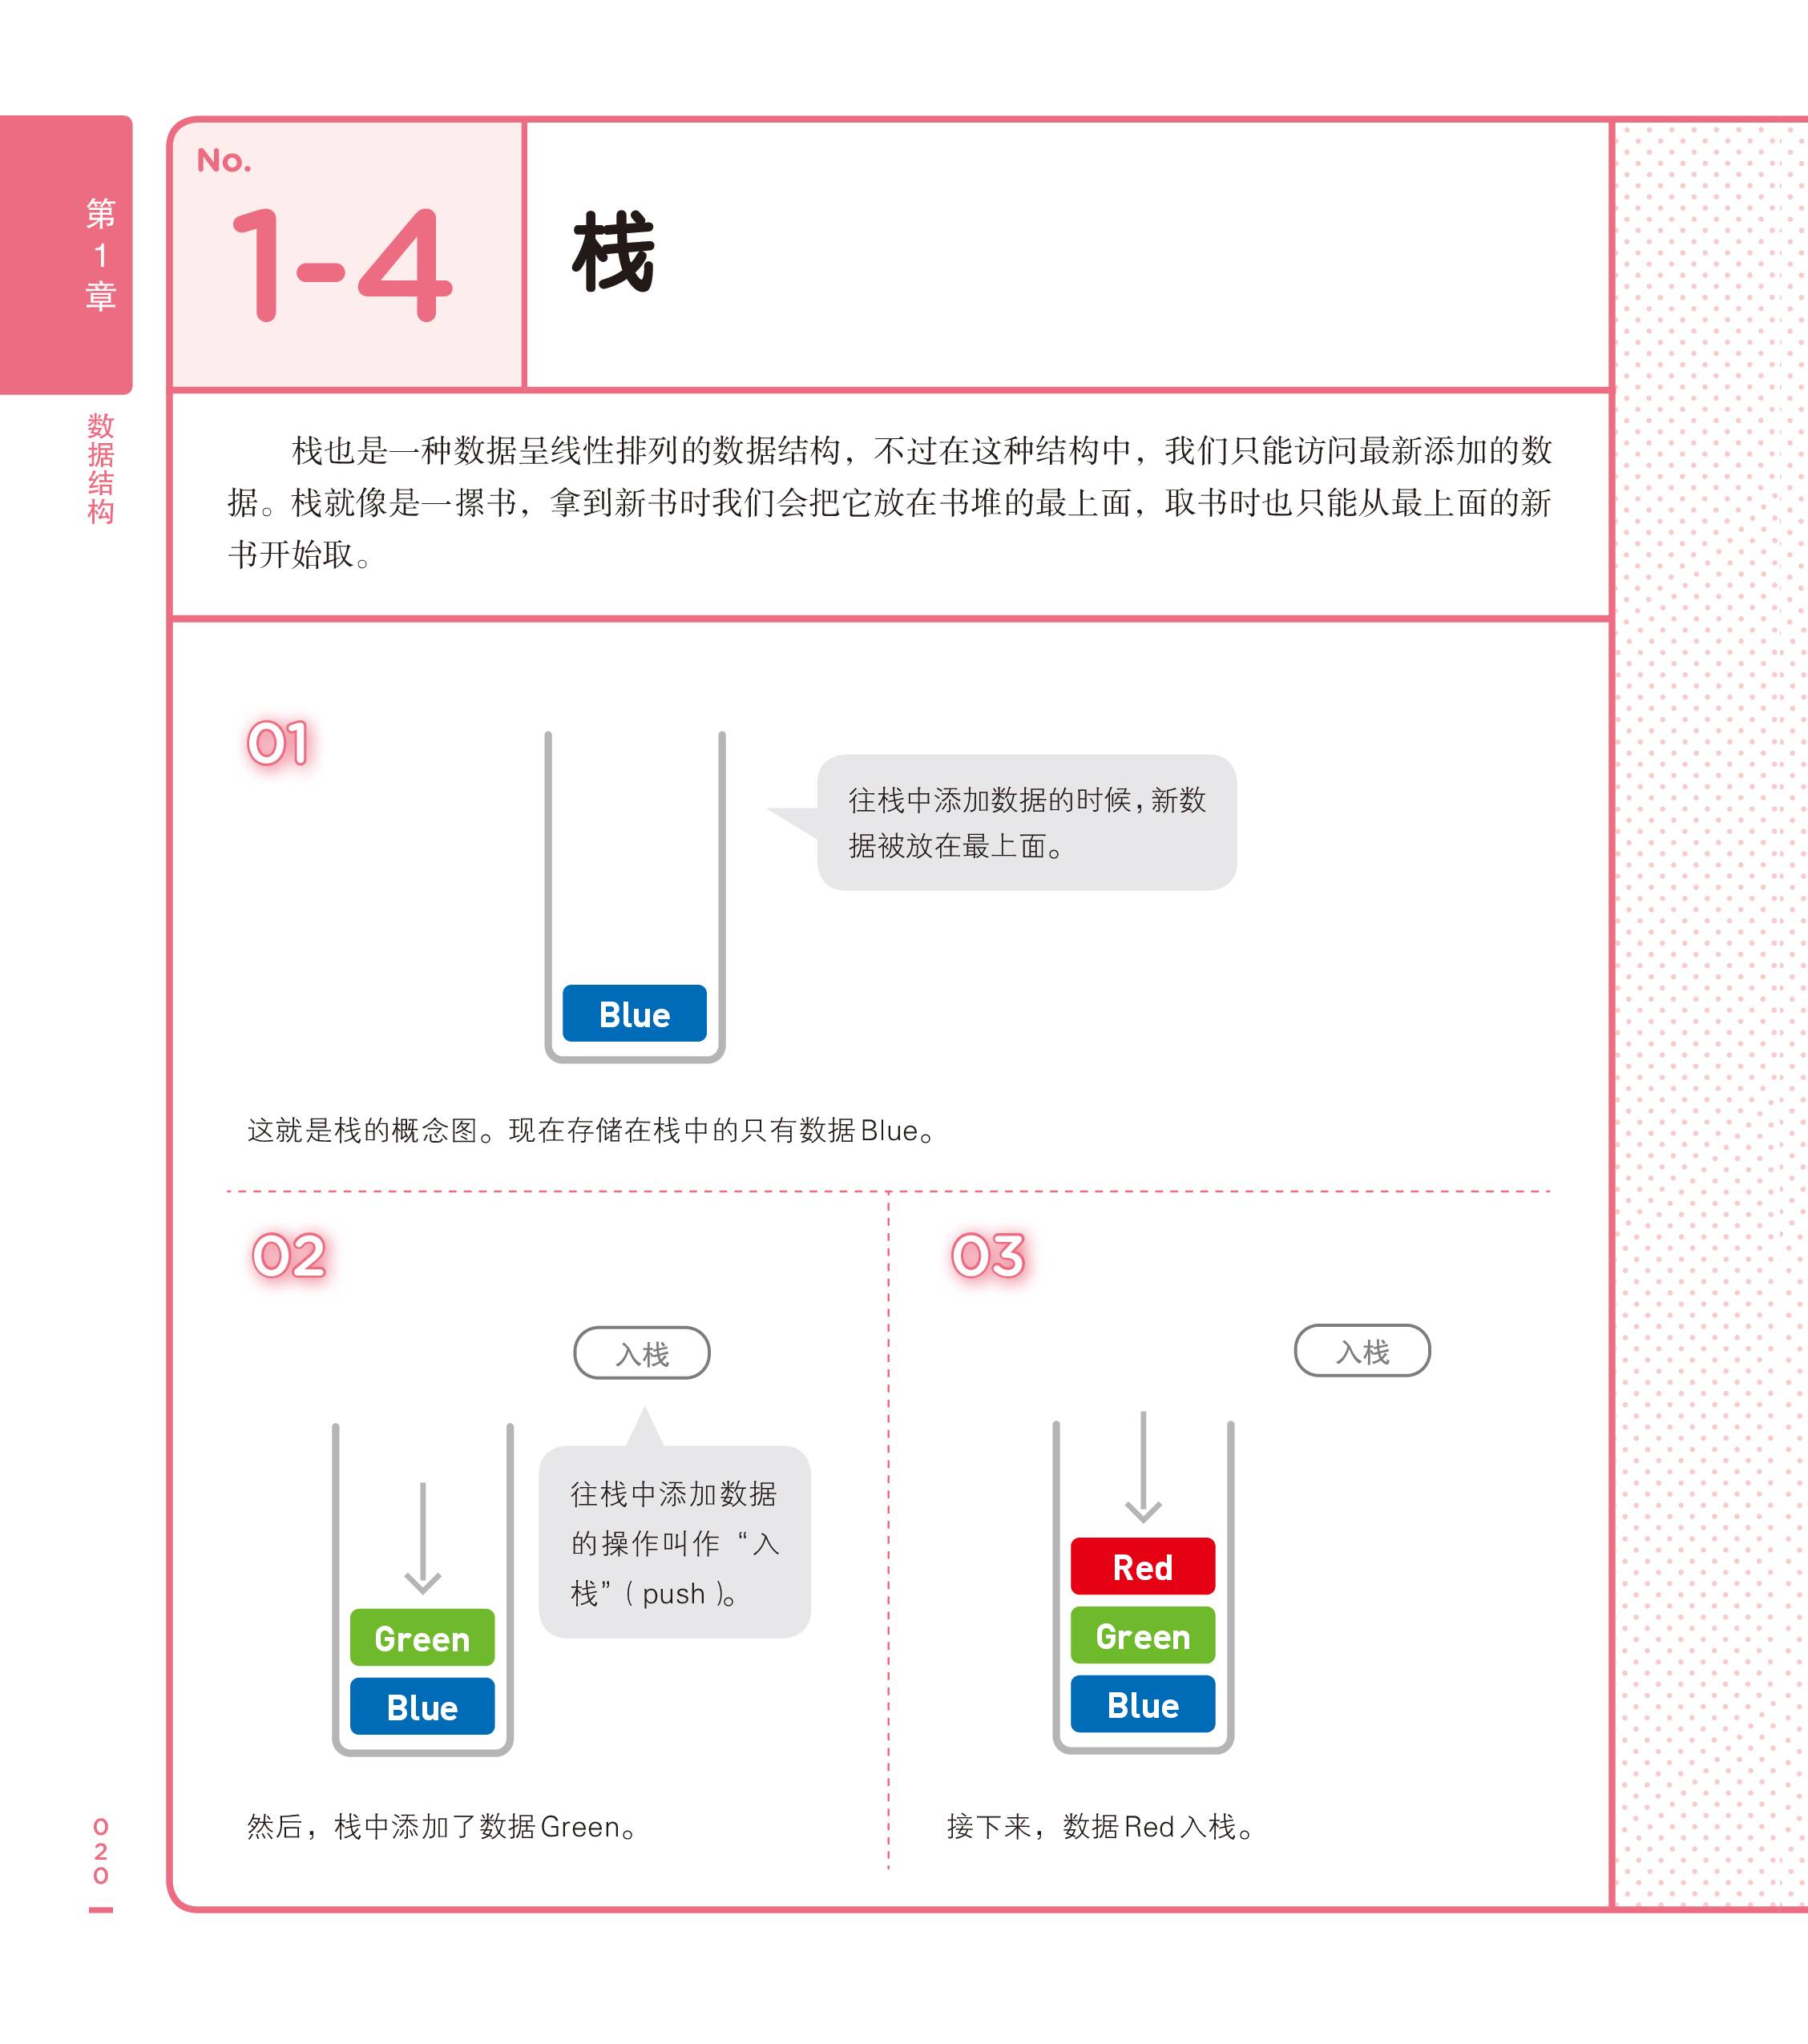 第1章
数据结构
No.
1-4
栈
栈也是一种数据呈线性排列的数据结构，不过在这种结构中，我们只能访问最新添加的数
据。栈就像是一摞书，拿到新书时我们会把它放在书堆的最上面，取书时也只能从最上面的新
书开始取。
01
往栈中添加数据的时候，新数
据被放在最上面。
Blue
这就是栈的概念图。现在存储在栈中的只有数据Blue。
02
入栈
往栈中添加数据
的操作叫作“入
栈”（push）。
Green
Blue
然后，栈中添加了数据Green。
03
入栈
Red
Green
Blue
接下来，数据Red入栈。
020